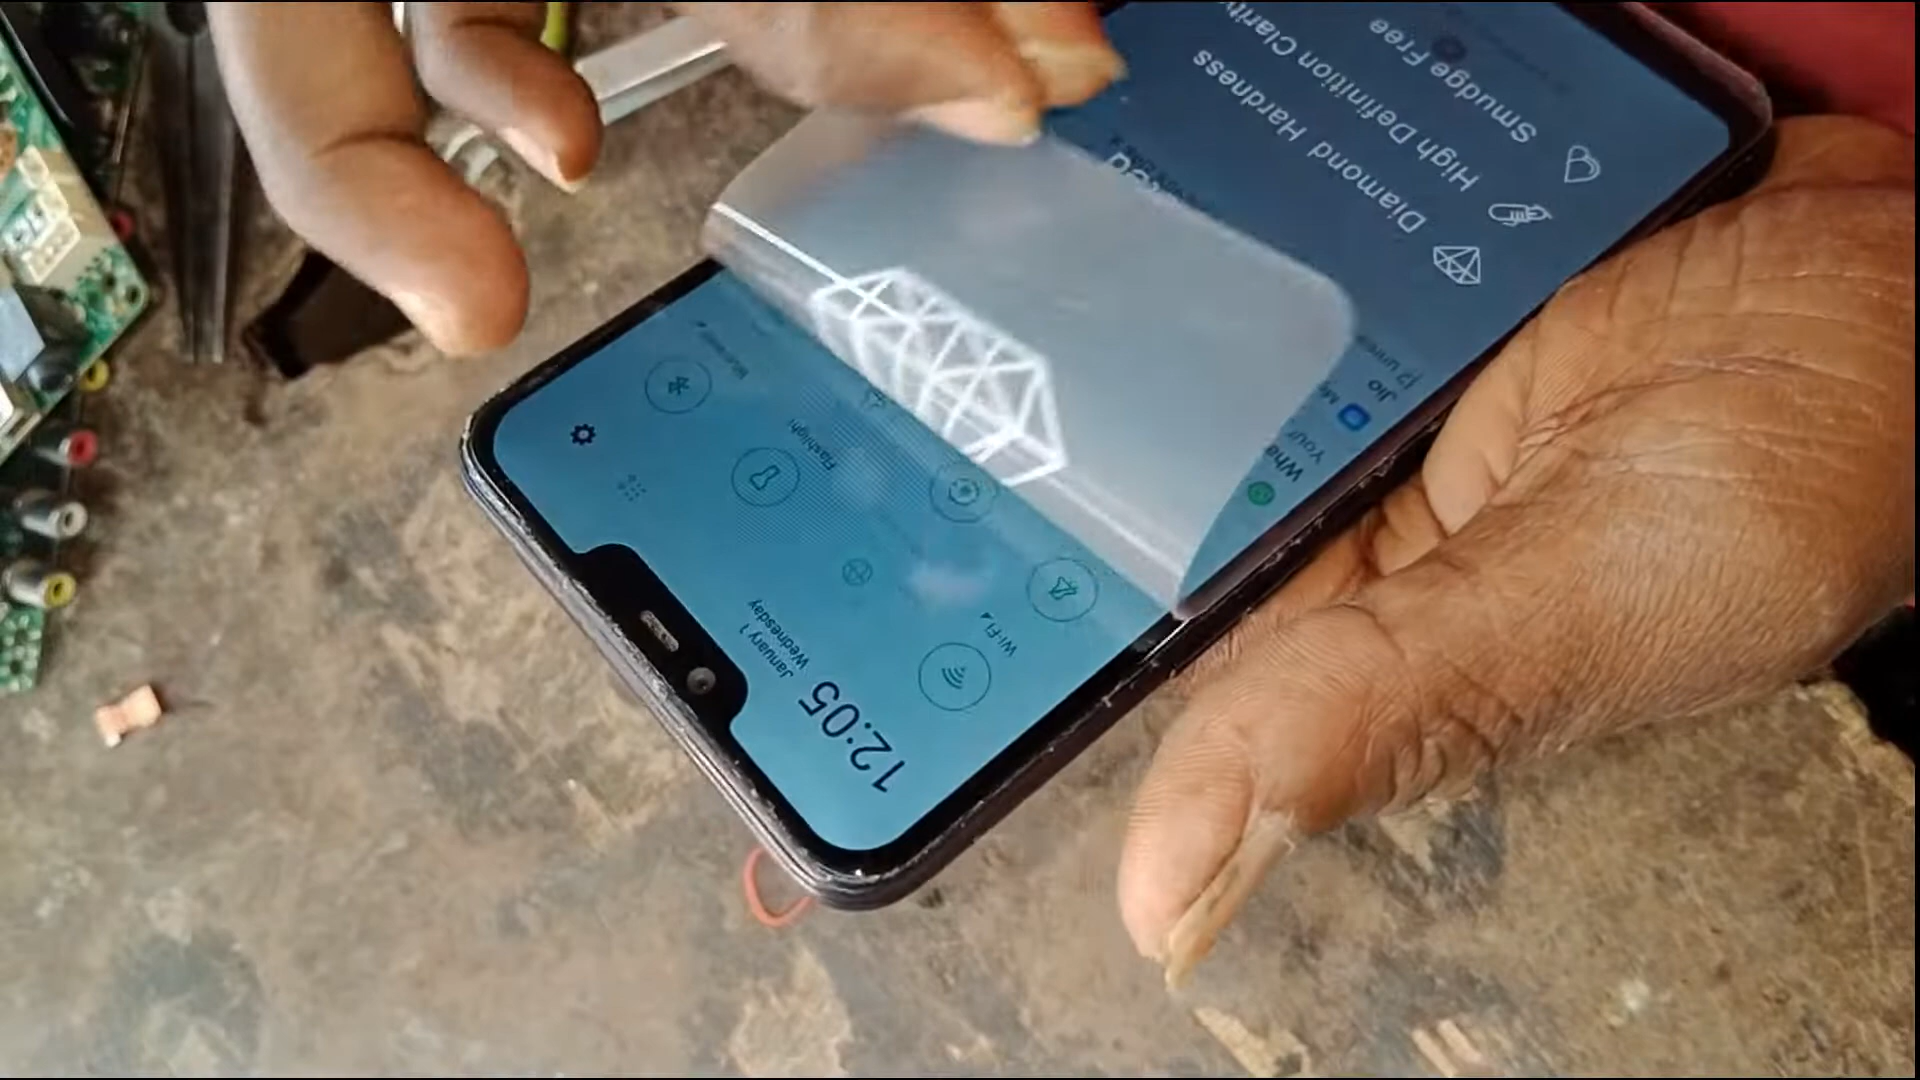 12:05
January 1
Wednesday
Wi-Fi
Flashlight
Jio
Diamond Hardness
High Definition Clarity
Smudge Free